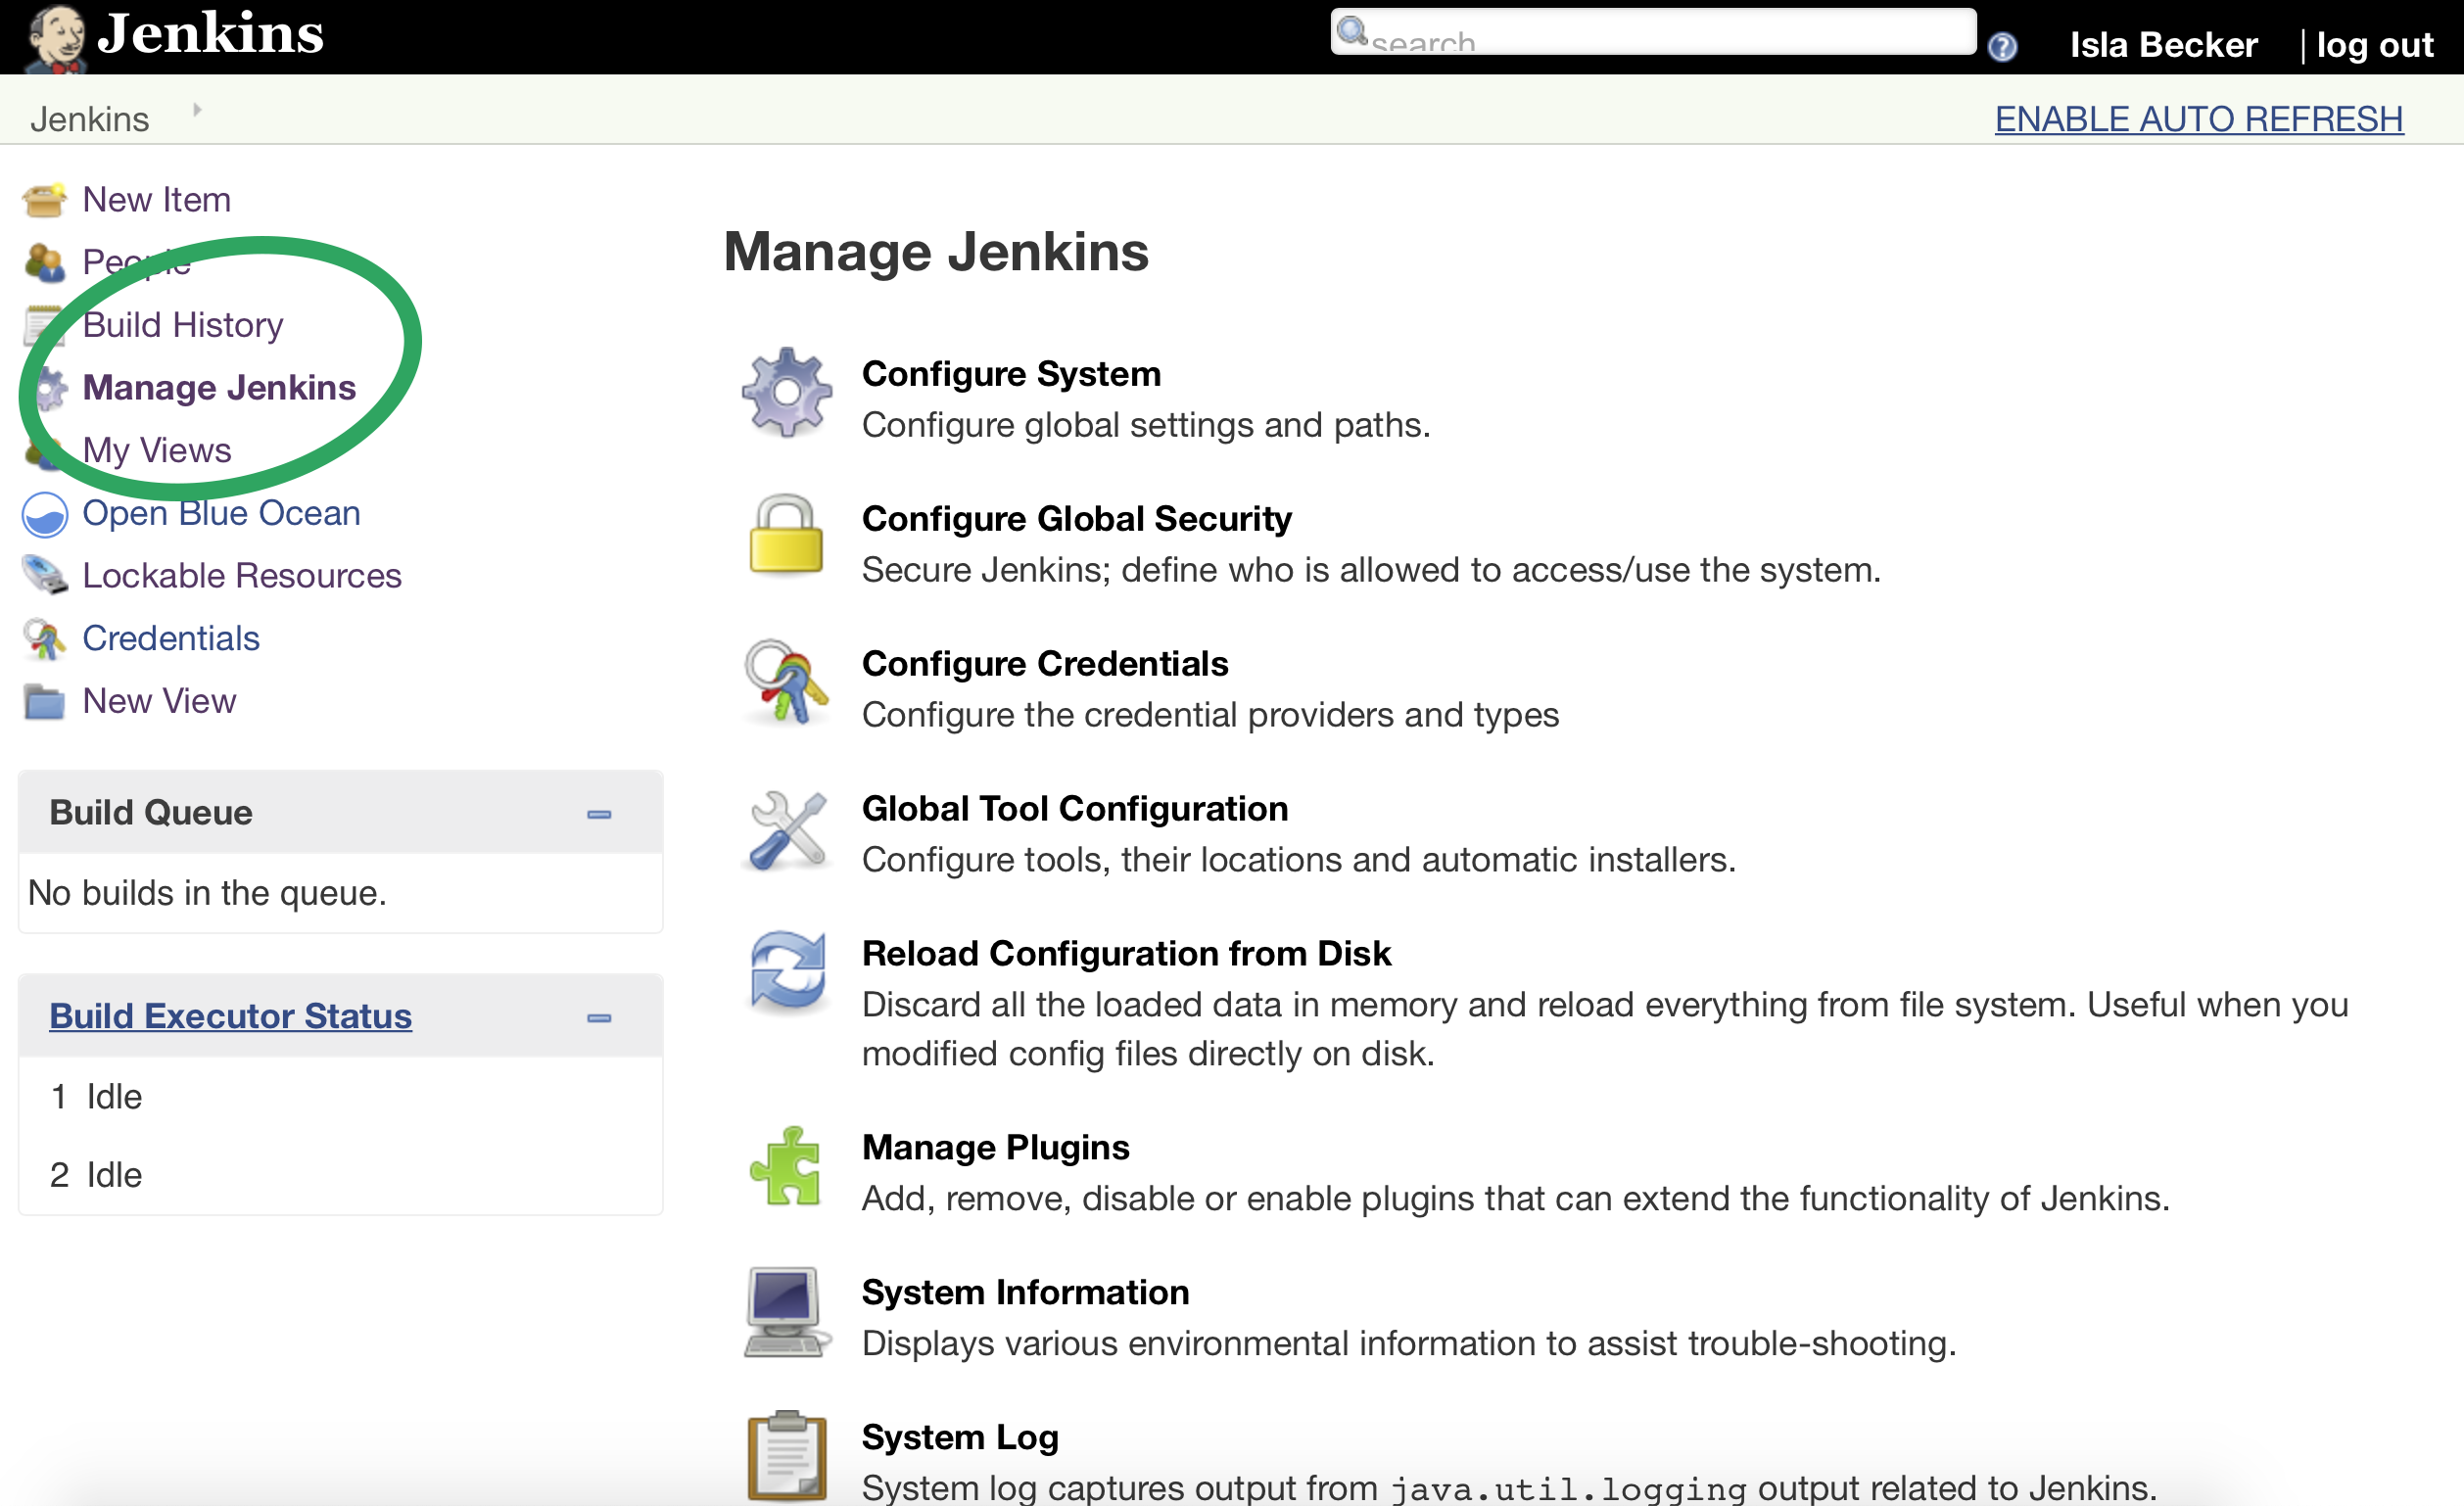 Jenkins
search
Isla Becker
| log out
Jenkins
ENABLE AUTO REFRESH
New Item
People
Build History
Manage Jenkins
My Views
Open Blue Ocean
Lockable Resources
Credentials
New View
Build Queue
No builds in the queue.
Build Executor Status
1 Idle
2 Idle
Manage Jenkins
Configure System
Configure global settings and paths.
Configure Global Security
Secure Jenkins; define who is allowed to access/use the system.
Configure Credentials
Configure the credential providers and types
Global Tool Configuration
Configure tools, their locations and automatic installers.
Reload Configuration from Disk
Discard all the loaded data in memory and reload everything from file system. Useful when you
modified config files directly on disk.
Manage Plugins
Add, remove, disable or enable plugins that can extend the functionality of Jenkins.
System Information
Displays various environmental information to assist trouble-shooting.
System Log
System log captures output from java.util.logging output related to Jenkins.